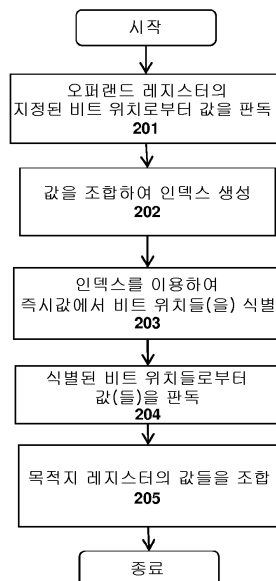 시작
오퍼랜드 레지스터의
지정된 비트 위치로부터 값을 판독
201
값을 조합하여 인덱스 생성
202
인덱스를 이용하여
즉시값에서 비트 위치들(을) 식별
203
식별된 비트 위치들로부터
값(들)을 판독
204
목적지 레지스터의 값들을 조합
205
종료